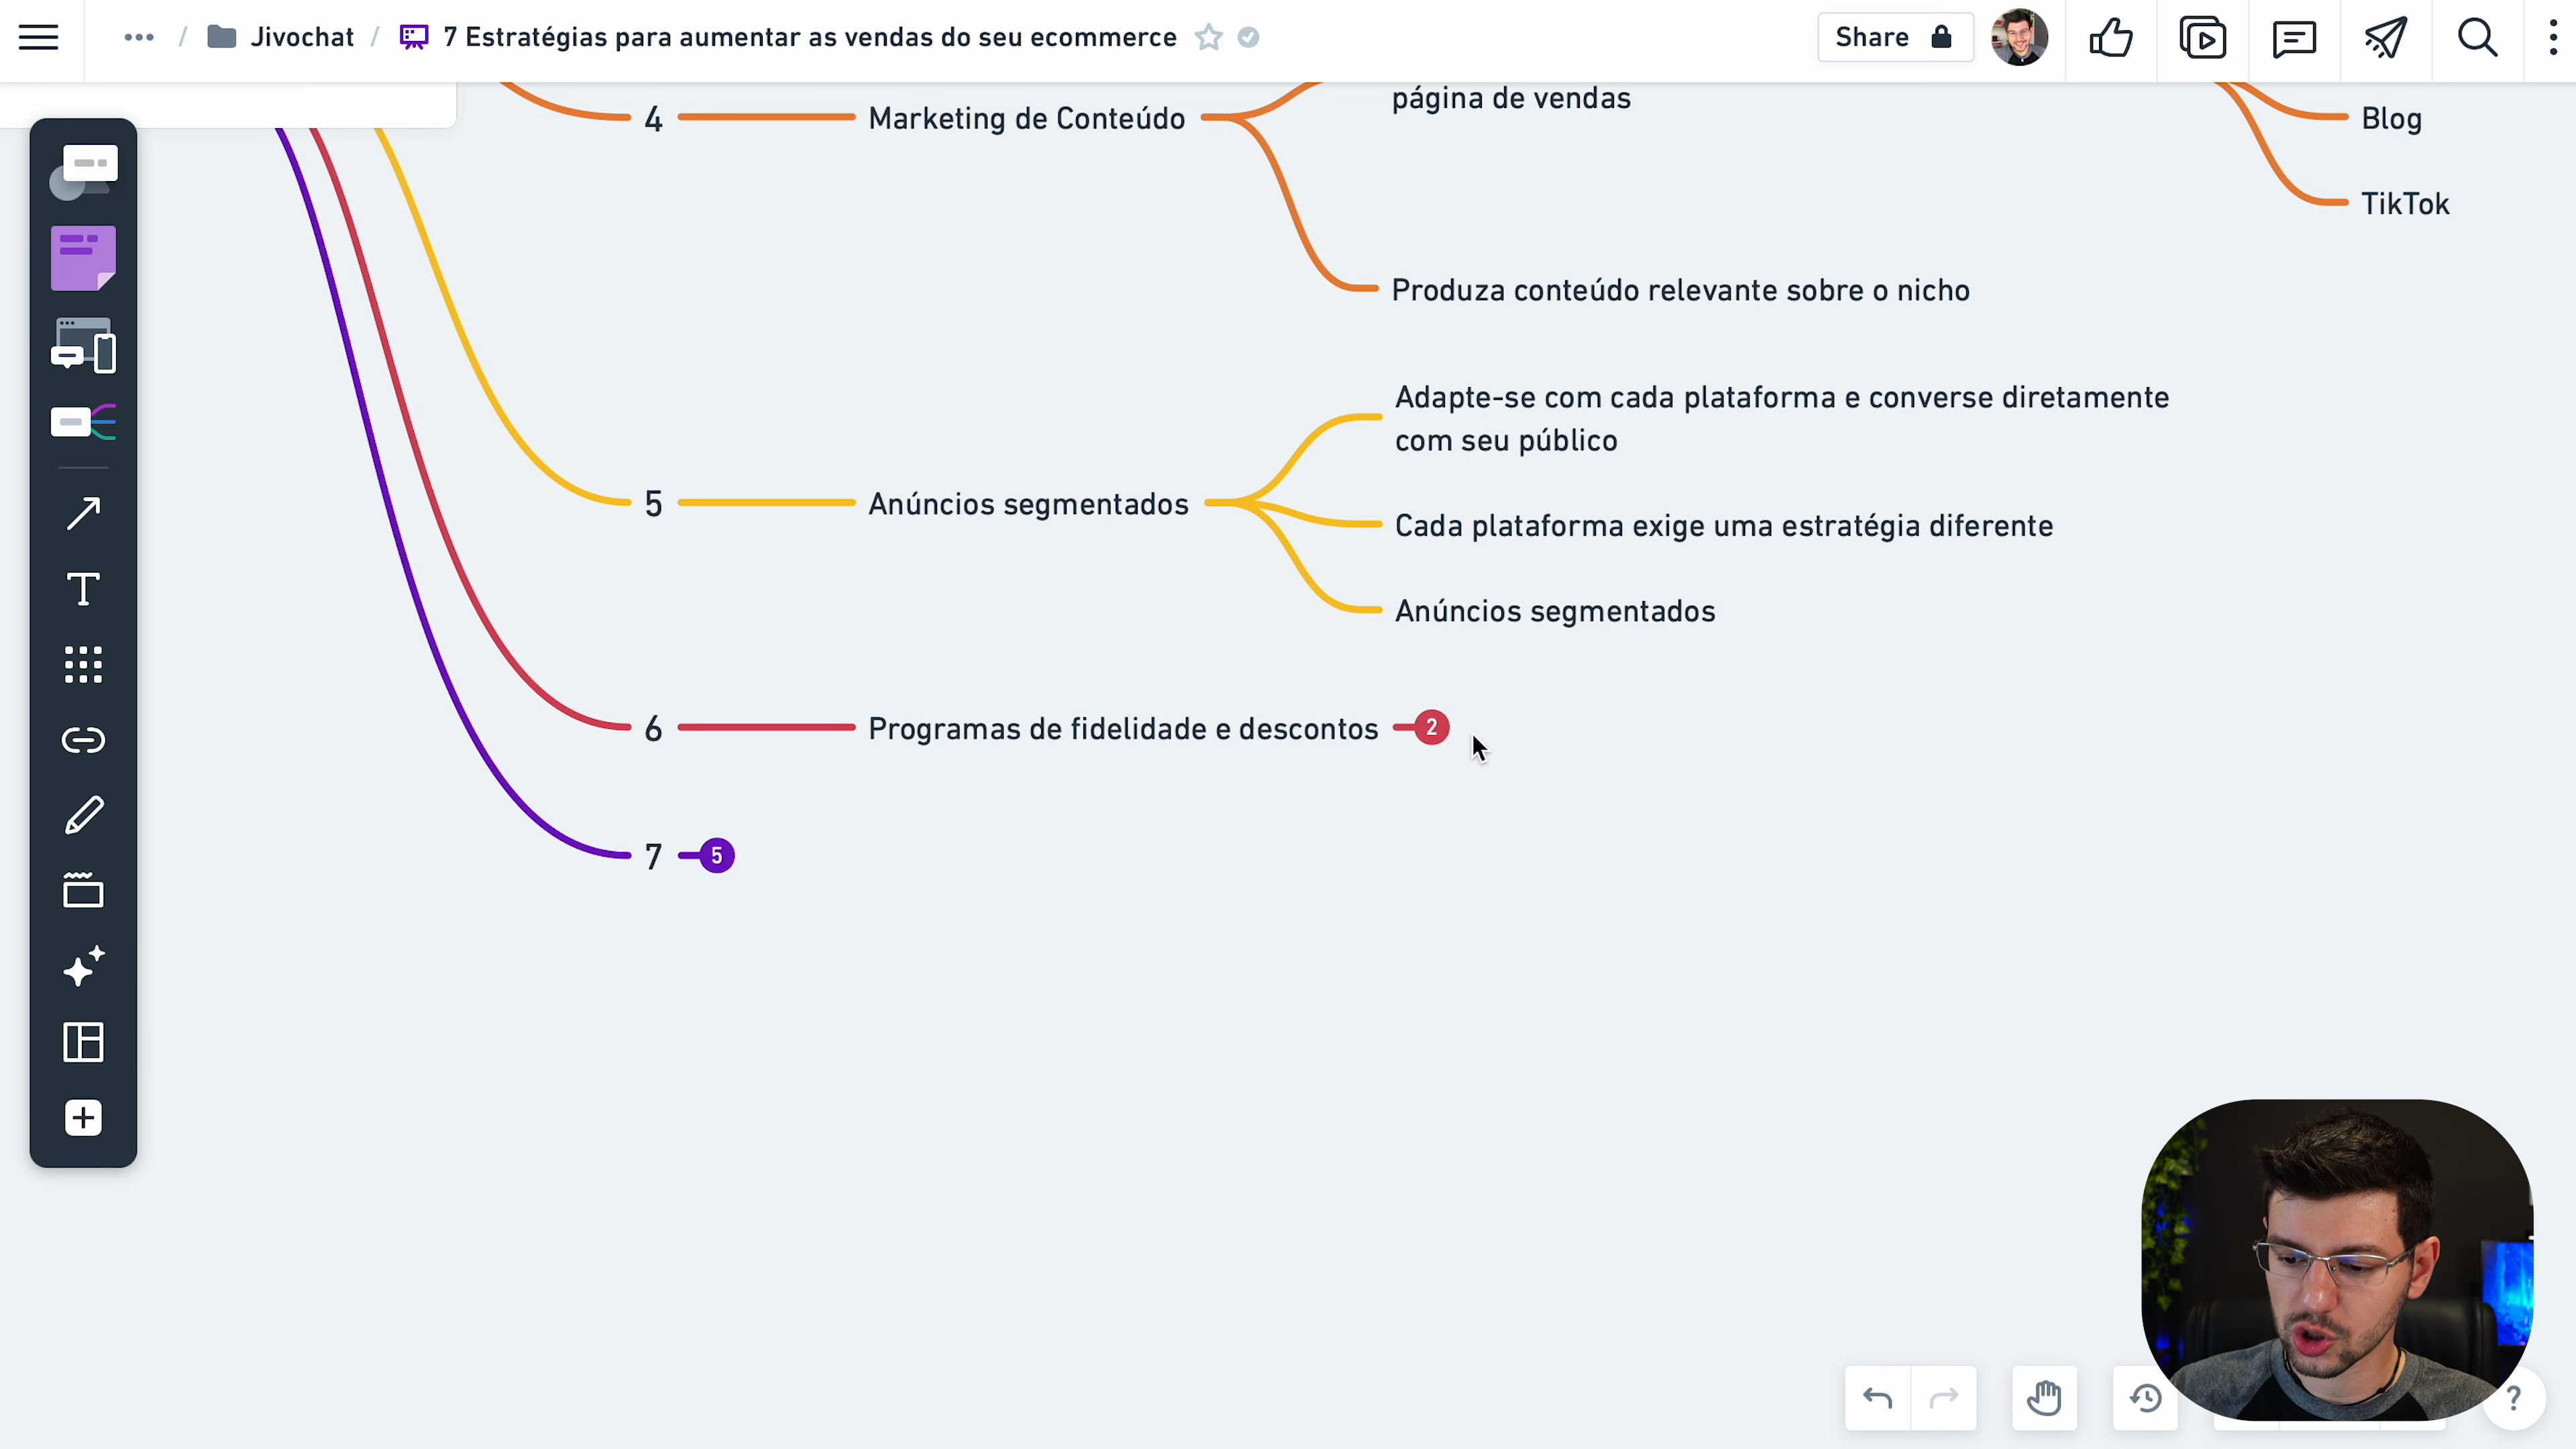 Jivochat / 7 Estratégias para aumentar as vendas do seu ecommerce
Share
página de vendas
4 Marketing de Conteúdo
Blog
TikTok
Produza conteúdo relevante sobre o nicho
Adapte-se com cada plataforma e converse diretamente
com seu público
5 Anúncios segmentados
Cada plataforma exige uma estratégia diferente
Anúncios segmentados
6 Programas de fidelidade e descontos 2
7 5
T
?